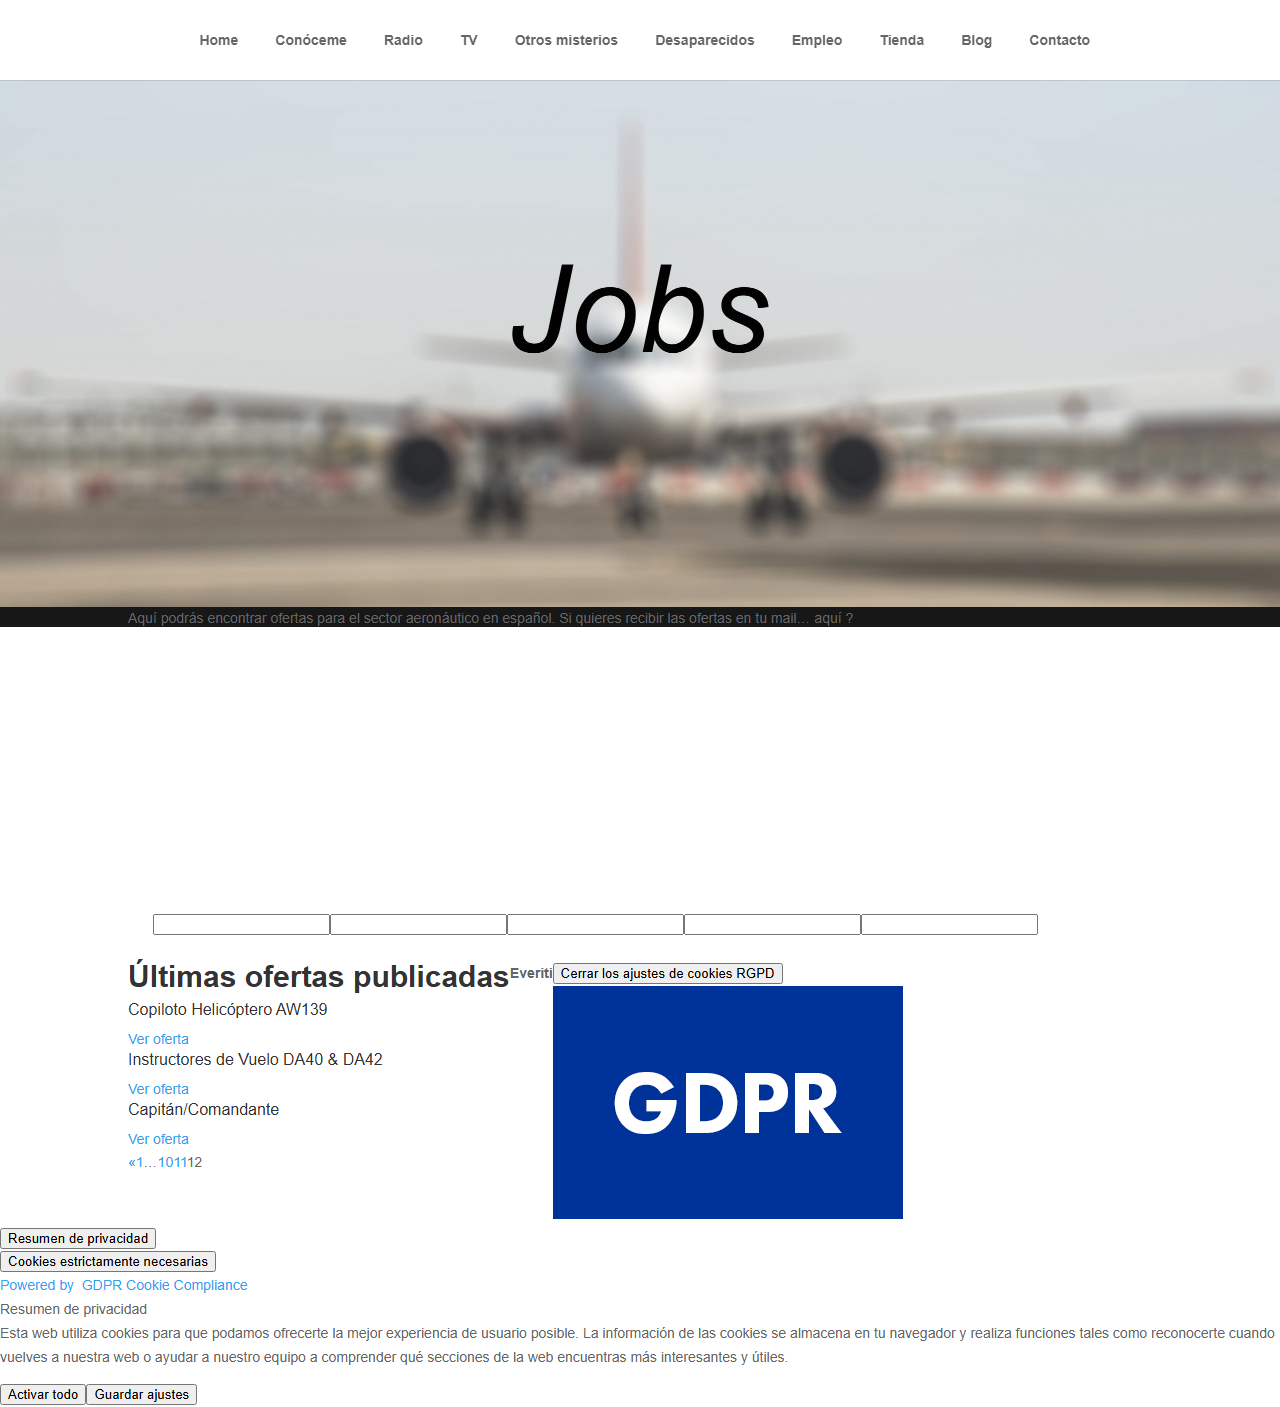 Home Conóceme Radio TV Otros misterios Desaparecidos Empleo Tienda Blog Contacto
Jobs
Aquí podrás encontrar ofertas para el sector aeronáutico en español. Si quieres recibir las ofertas en tu mail… aquí ?
Últimas ofertas publicadas
Everiti
Cerrar los ajustes de cookies RGPD
Copiloto Helicóptero AW139
Ver oferta
Instructores de Vuelo DA40 & DA42
Ver oferta
Capitán/Comandante
Ver oferta
«1…101112
GDPR
Resumen de privacidad
Cookies estrictamente necesarias
Powered by  GDPR Cookie Compliance
Resumen de privacidad
Esta web utiliza cookies para que podamos ofrecerte la mejor experiencia de usuario posible. La información de las cookies se almacena en tu navegador y realiza funciones tales como reconocerte cuando
vuelves a nuestra web o ayudar a nuestro equipo a comprender qué secciones de la web encuentras más interesantes y útiles.
Activar todo Guardar ajustes